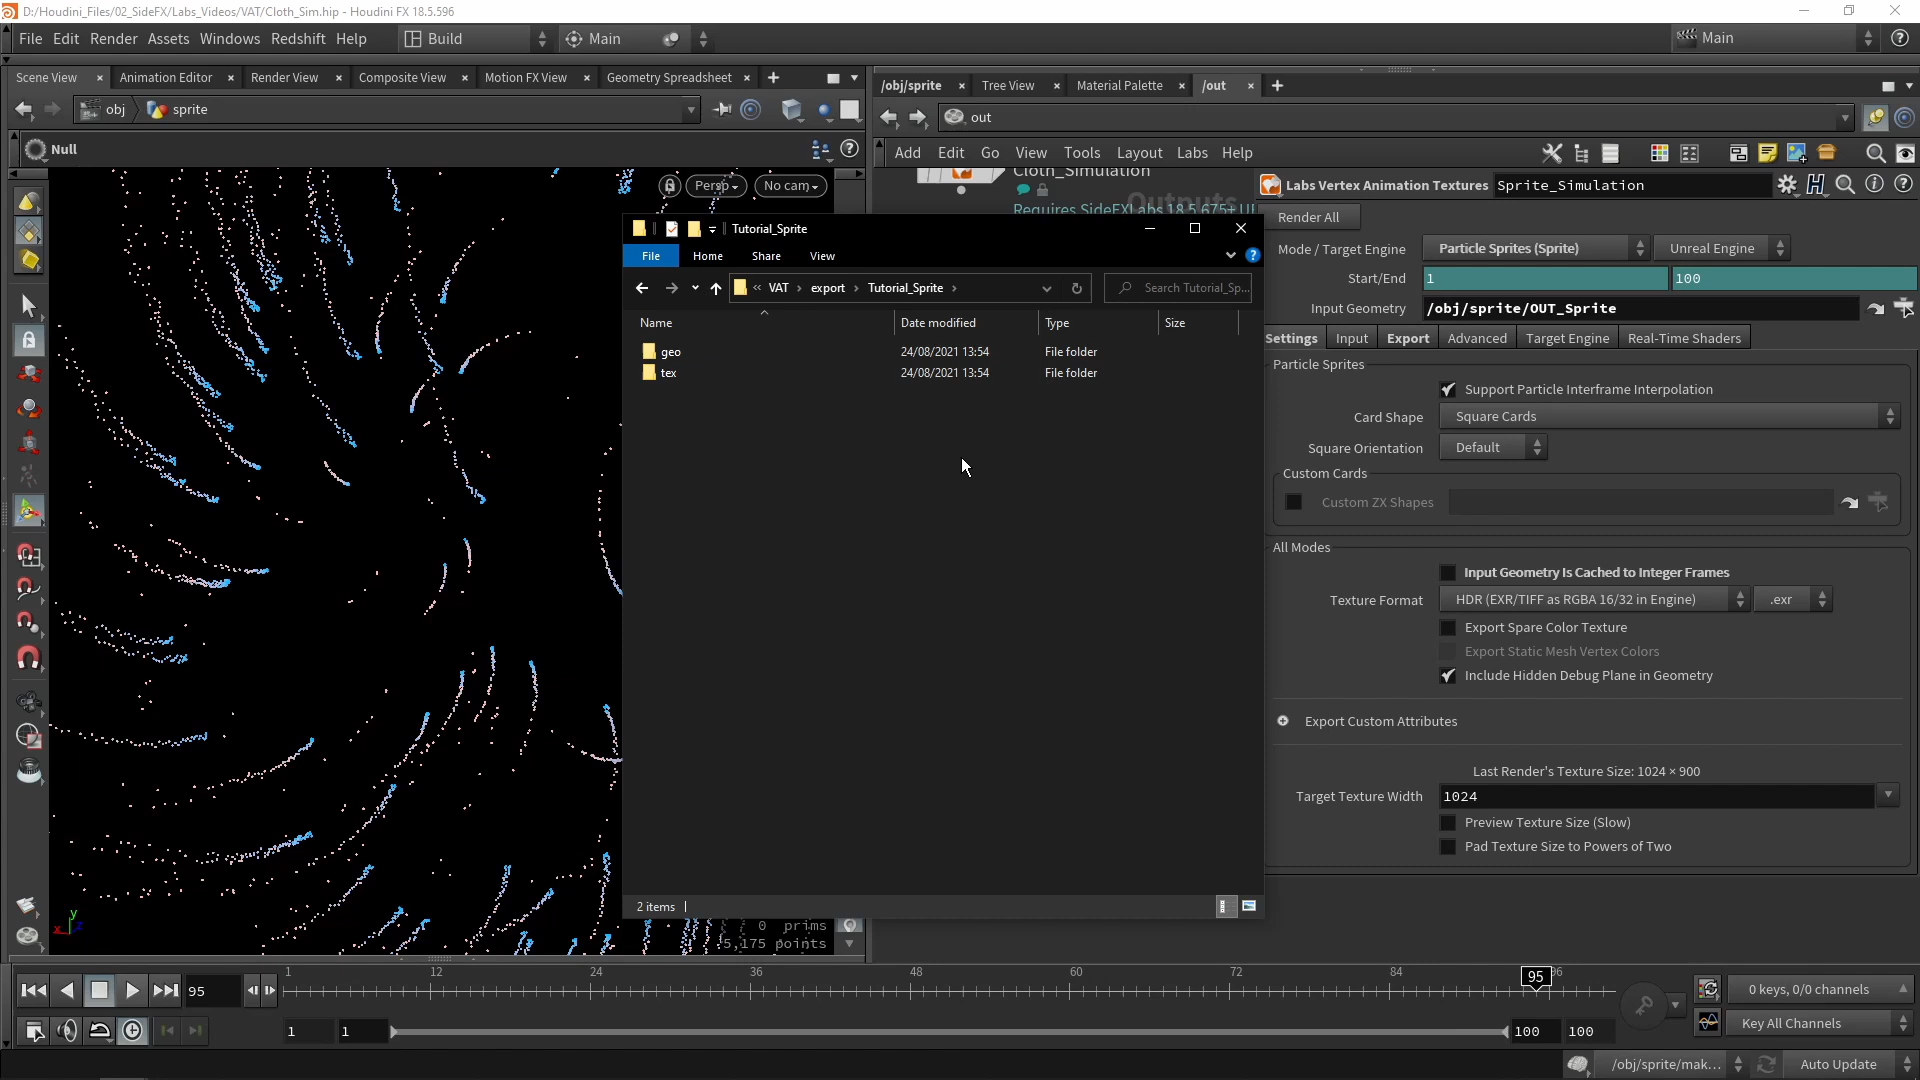 D:/Houdini_Files/02_SideFX/Labs_Videos/VAT/Cloth_Sim.hip - Houdini FX 18.5.596
File Edit Render Assets Windows Redshift Help Build Main Main
Scene View Animation Editor Render View Composite View Motion FX View Geometry Spreadsheet
/obj/sprite Tree View Material Palette /out
obj sprite
out
Null
Add Edit Go View Tools Layout Labs Help
Persp No cam
Cloth_Simulation
Requires SideFXLabs 18.5.675+
Outputs
Labs Vertex Animation Textures Sprite_Simulation
Render All
Mode / Target Engine Particle Sprites (Sprite) Unreal Engine
Start/End 1 100
Input Geometry /obj/sprite/OUT_Sprite
Settings Input Export Advanced Target Engine Real-Time Shaders
Particle Sprites
Support Particle Interframe Interpolation
Card Shape Square Cards
Square Orientation Default
Custom Cards
Custom ZX Shapes
All Modes
Input Geometry Is Cached to Integer Frames
Texture Format HDR (EXR/TIFF as RGBA 16/32 in Engine) .exr
Export Spare Color Texture
Export Static Mesh Vertex Colors
Include Hidden Debug Plane in Geometry
Export Custom Attributes
Last Render's Texture Size: 1024 × 900
Target Texture Width 1024
Preview Texture Size (Slow)
Pad Texture Size to Powers of Two
Tutorial_Sprite
File Home Share View
« VAT › export › Tutorial_Sprite › Search Tutorial_Sp...
Name Date modified Type Size
geo 24/08/2021 13:54 File folder
tex 24/08/2021 13:54 File folder
2 items
0 prims
5,175 points
x y z
1 12 24 36 48 60 72 84 95 96
95
0 keys, 0/0 channels
1 1 100 100
Key All Channels
/obj/sprite/mak... Auto Update